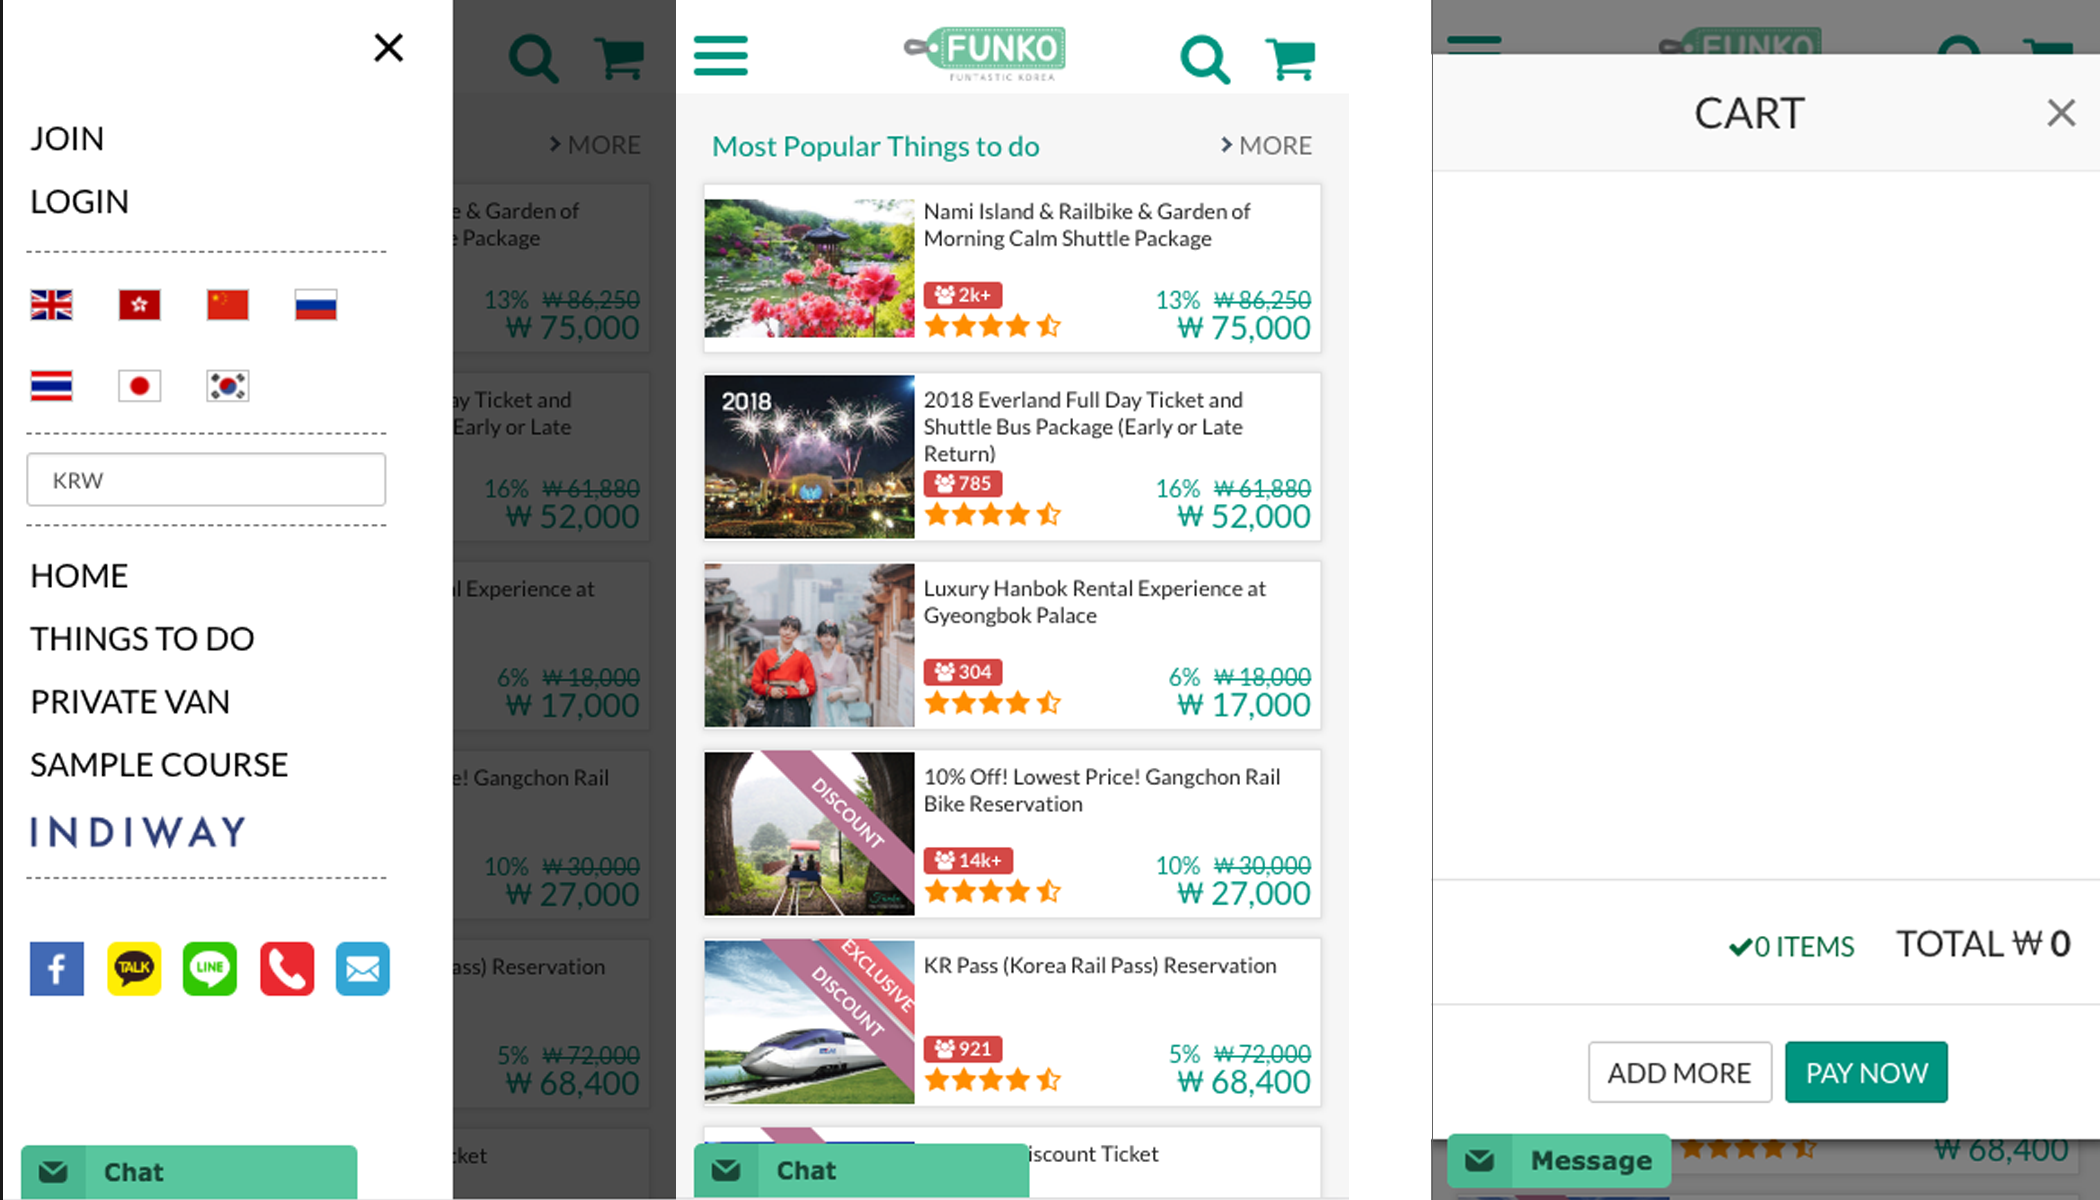 JOIN
LOGIN
KRW
HOME
THINGS TO DO
PRIVATE VAN
SAMPLE COURSE
INDIWAY
f
TALK
LINE
Chat
MORE
e & Garden of
e Package
13% ₩ 86,250
₩ 75,000
ay Ticket and
Early or Late
16% ₩ 61,880
₩ 52,000
l Experience at
6% ₩ 18,000
₩ 17,000
e! Gangchon Rail
10% ₩ 30,000
₩ 27,000
ass) Reservation
5% ₩ 72,000
₩ 68,400
ket
FUNKO
FUNTASTIC KOREA
Most Popular Things to do
MORE
Nami Island & Railbike & Garden of
Morning Calm Shuttle Package
2k+
13% ₩ 86,250
₩ 75,000
2018
2018 Everland Full Day Ticket and
Shuttle Bus Package (Early or Late
Return)
785
16% ₩ 61,880
₩ 52,000
Luxury Hanbok Rental Experience at
Gyeongbok Palace
304
6% ₩ 18,000
₩ 17,000
DISCOUNT
10% Off! Lowest Price! Gangchon Rail
Bike Reservation
14k+
10% ₩ 30,000
₩ 27,000
EXCLUSIVE
DISCOUNT
KR Pass (Korea Rail Pass) Reservation
921
5% ₩ 72,000
₩ 68,400
iscount Ticket
Chat
FUNKO
CART
0 ITEMS TOTAL ₩ 0
ADD MORE PAY NOW
Message
₩ 68,400